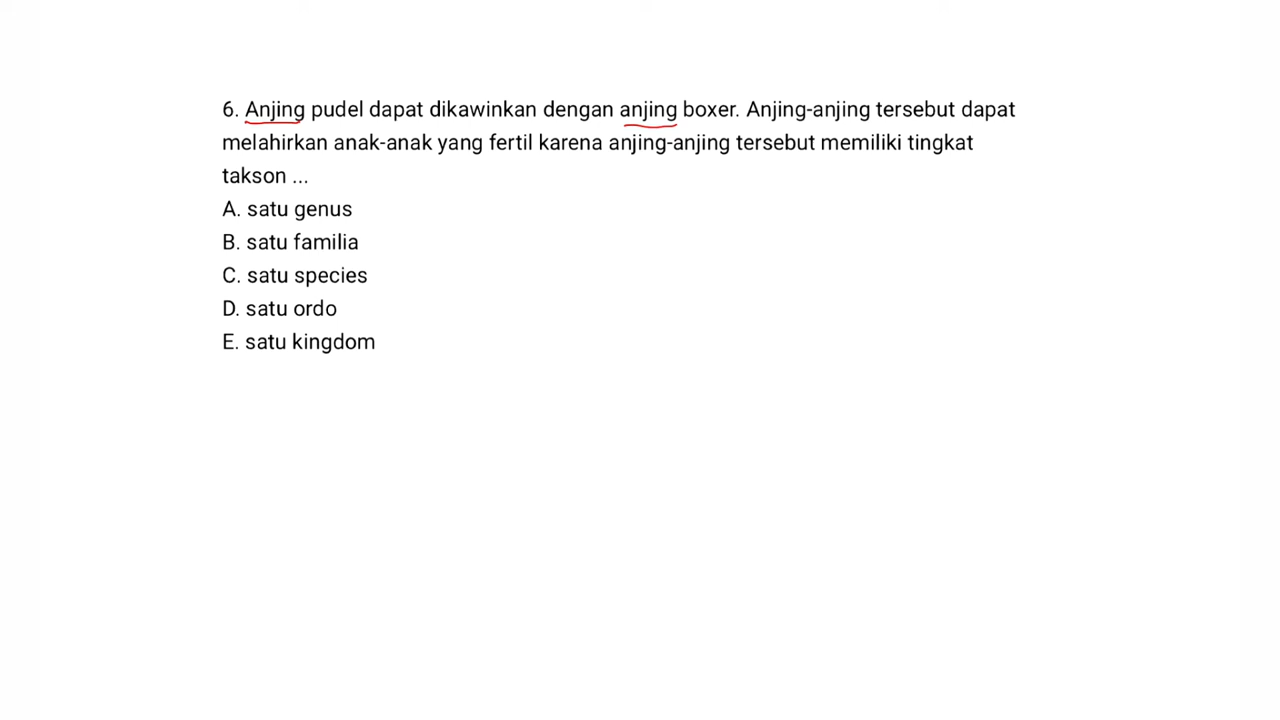 6. Anjing pudel dapat dikawinkan dengan anjing boxer. Anjing-anjing tersebut dapat
melahirkan anak-anak yang fertil karena anjing-anjing tersebut memiliki tingkat
takson ...
A. satu genus
B. satu familia
C. satu species
D. satu ordo
E. satu kingdom